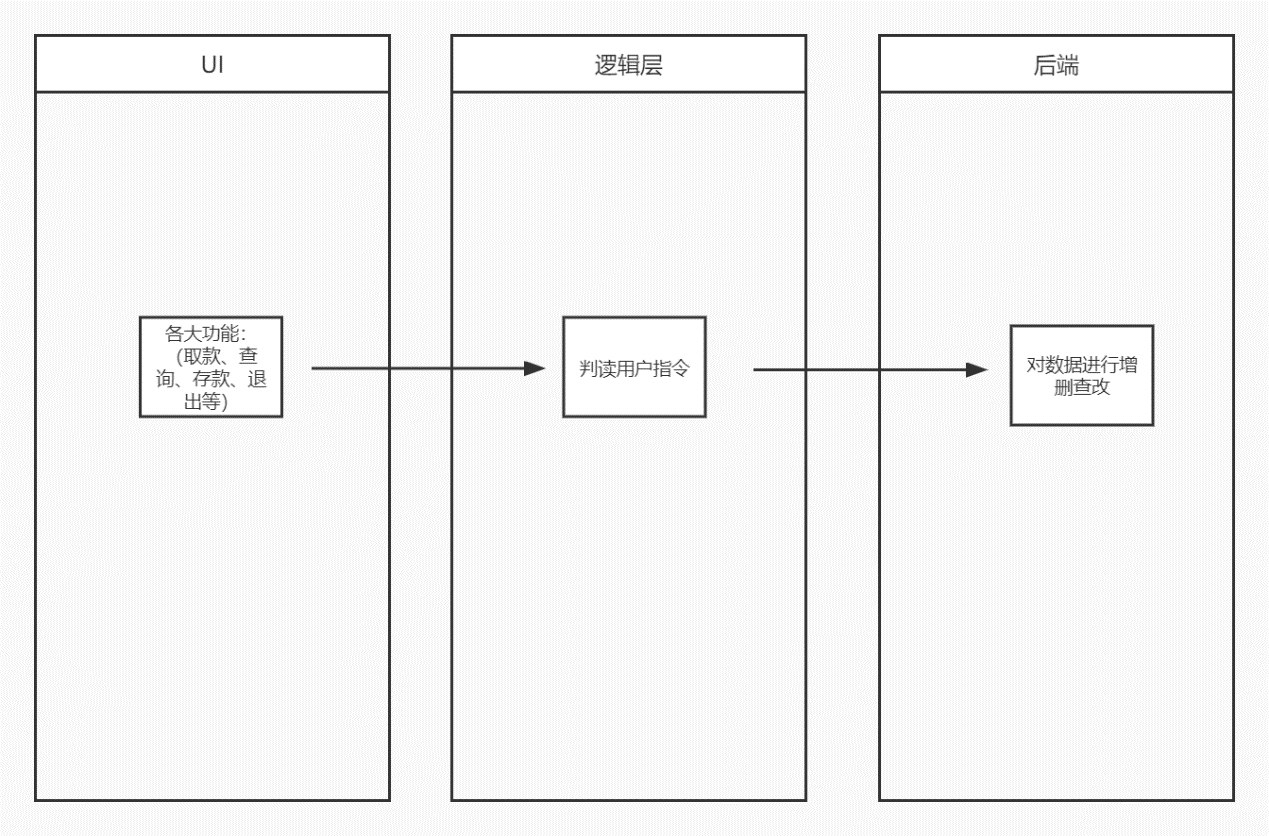 UI
逻辑层
后端
各大功能：
（取款、查
询、存款、退
出等）
判读用户指令
对数据进行增
删查改